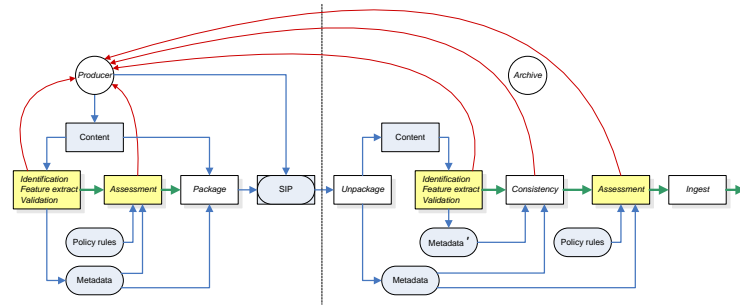 Producer
Archive
Content
Content
Identification
Feature extract
Validation
Assessment
Package
SIP
Unpackage
Identification
Feature extract
Validation
Consistency
Assessment
Ingest
Policy rules
Metadata '
Policy rules
Metadata
Metadata